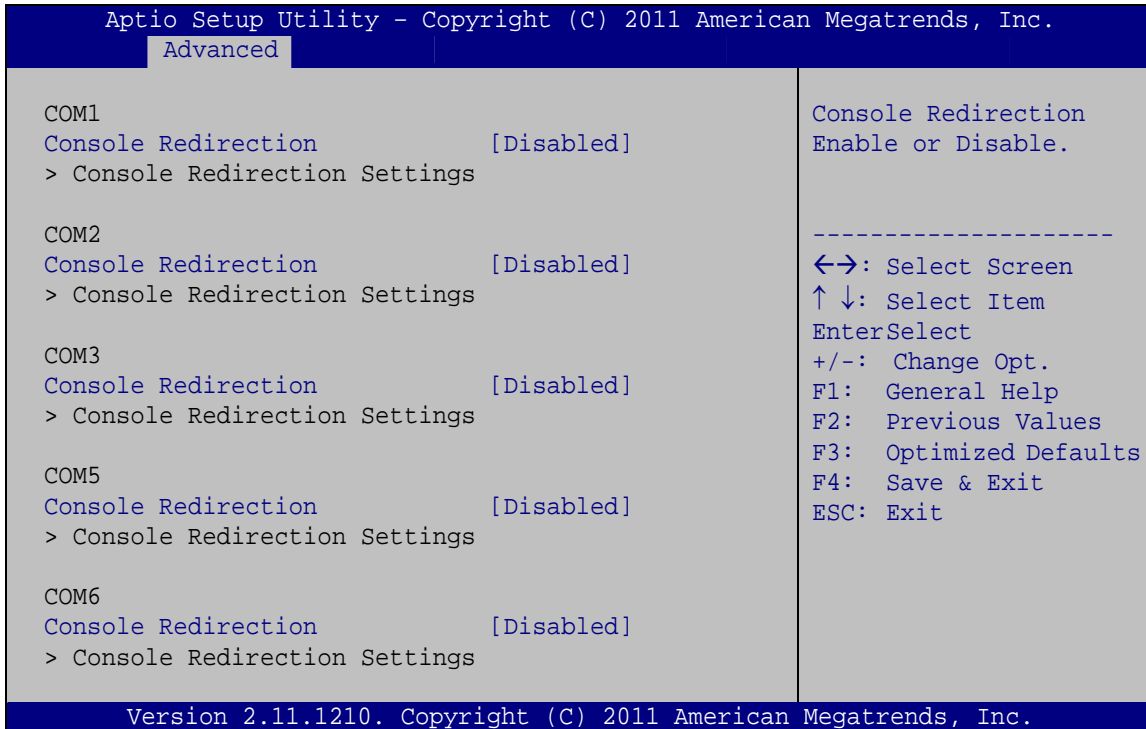 Aptio Setup Utility – Copyright (C) 2011 American Megatrends, Inc.
Advanced
COM1
Console Redirection [Disabled]
> Console Redirection Settings
COM2
Console Redirection [Disabled]
> Console Redirection Settings
COM3
Console Redirection [Disabled]
> Console Redirection Settings
COM5
Console Redirection [Disabled]
> Console Redirection Settings
COM6
Console Redirection [Disabled]
> Console Redirection Settings
Console Redirection
Enable or Disable.
---------------------
←→: Select Screen
↑ ↓: Select Item
EnterSelect
+/-: Change Opt.
F1: General Help
F2: Previous Values
F3: Optimized Defaults
F4: Save & Exit
ESC: Exit
Version 2.11.1210. Copyright (C) 2011 American Megatrends, Inc.